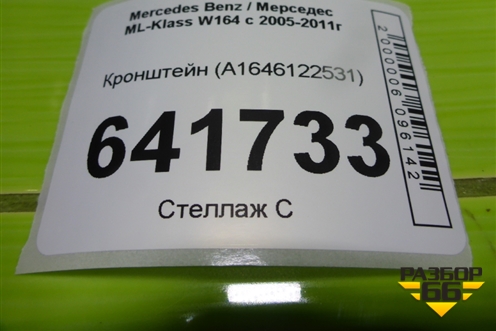 Mercedes Benz / Мерседес
ML-Klass W164 с 2005-2011г
Кронштейн (A1646122531)
641733
Стеллаж С
2000006096142
РАЗБОР
66